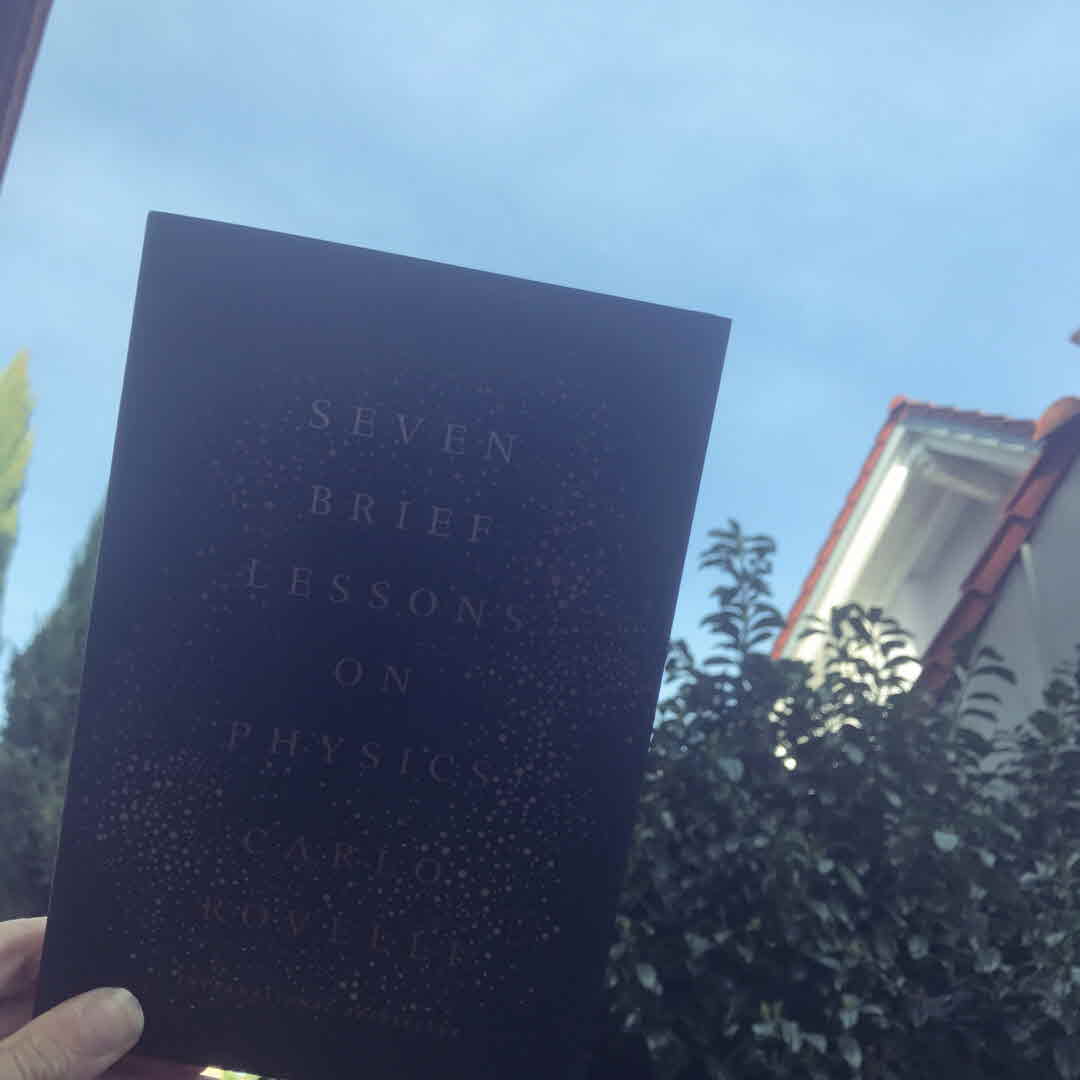 SEVEN
BRIEF
LESSONS
ON
PHYSICS
CARLO
ROVELLI